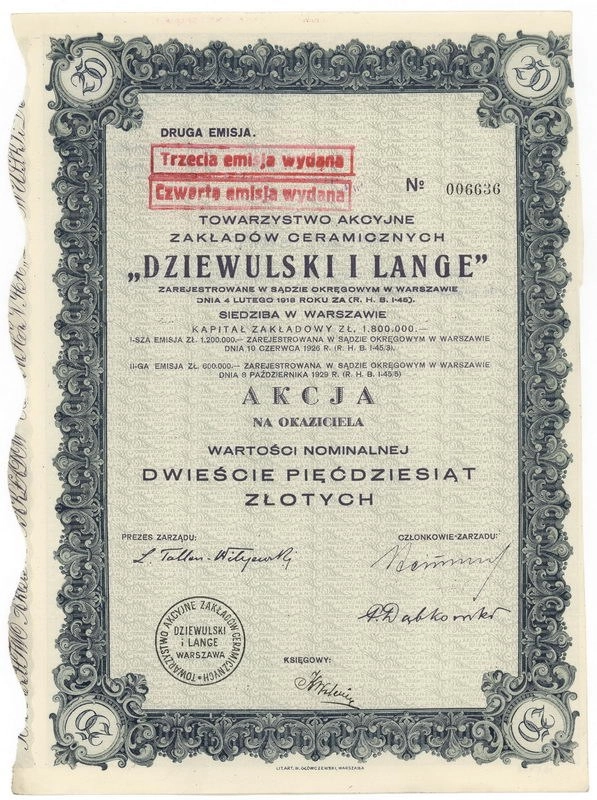 DRUGA EMISJA.
Trzecia emisja wydana
Czwarta emisja wydana
№ 006636
TOWARZYSTWO AKCYJNE
ZAKŁADÓW CERAMICZNYCH
„DZIEWULSKI I LANGE”
ZAREJESTROWANE W SĄDZIE OKRĘGOWYM W WARSZAWIE
DNIA 4 LUTEGO 1918 ROKU ZA (R. H. B. I-45).
SIEDZIBA W WARSZAWIE
KAPITAŁ ZAKŁADOWY ZŁ. 1.800.000.—
I-SZA EMISJA ZŁ. 1.200.000.— ZAREJESTROWANA W SĄDZIE OKRĘGOWYM W WARSZAWIE
DNIA 10 CZERWCA 1926 R. (R. H. B. I-45/3).
II-GA EMISJA ZŁ. 600.000.— ZAREJESTROWANA W SĄDZIE OKRĘGOWYM W WARSZAWIE
DNIA 8 PAŹDZIERNIKA 1929 R. (R. H. B. I-45/5)
AKCJA
NA OKAZICIELA
WARTOŚCI NOMINALNEJ
DWIEŚCIE PIĘĆDZIESIĄT
ZŁOTYCH
PREZES ZARZĄDU:
CZŁONKOWIE-ZARZĄDU:
TOWARZYSTWO AKCYJNE ZAKŁADÓW CERAMICZNYCH
DZIEWULSKI
i LANGE
WARSZAWA
KSIĘGOWY:
LIT. ART. W. GŁÓWCZEWSKI, WARSZAWA